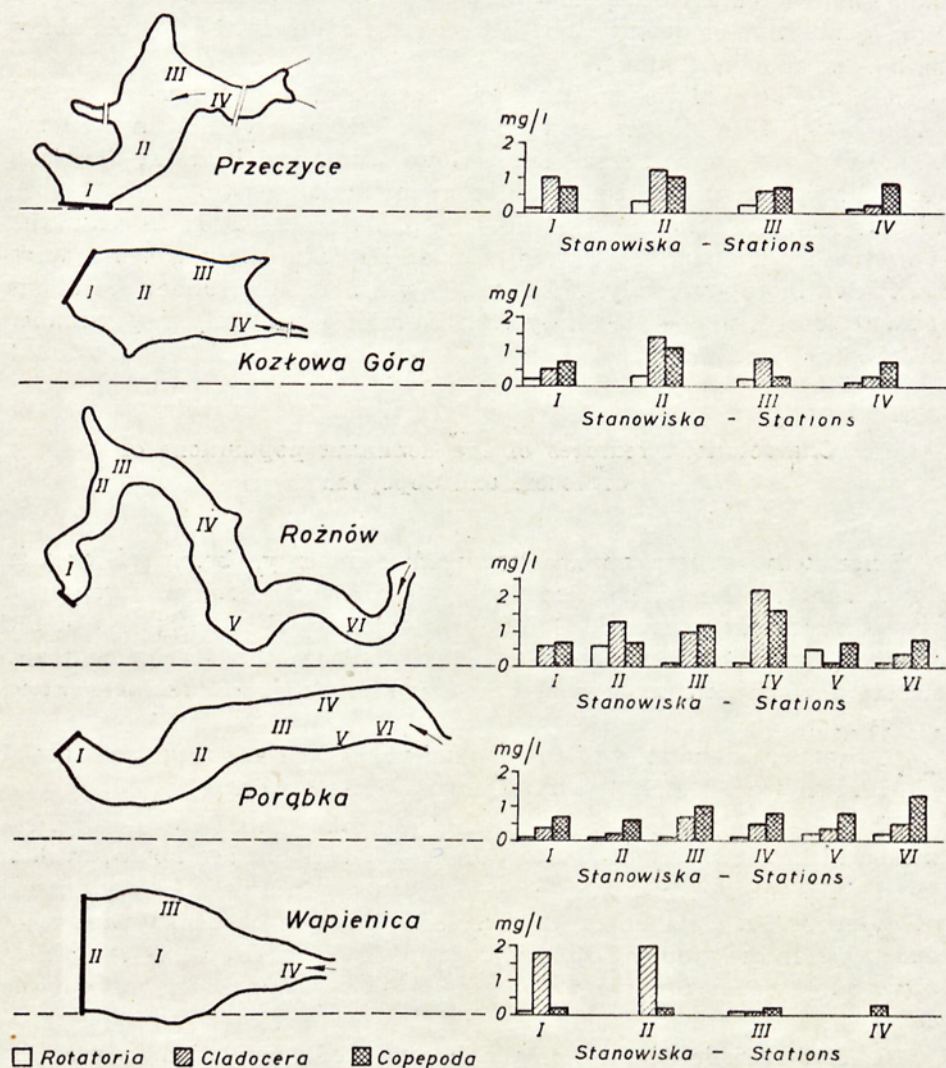 III
IV
II
Przeczyce
I
mg/l
2
1
0
I II III IV
Stanowiska - Stations
III
I II
IV
Kozłowa Góra
mg/l
2
1
0
I II III IV
Stanowiska - Stations
III
II
IV
Rożnów
I
V VI
mg/l
2
1
0
I II III IV V VI
Stanowiska - Stations
IV
I II III V VI
Porąbka
mg/l
2
1
0
I II III IV V VI
Stanowiska - Stations
III
Wapienica
II I
IV
mg/l
2
1
0
I II III IV
Stanowiska - Stations
Rotatoria Cladocera Copepoda